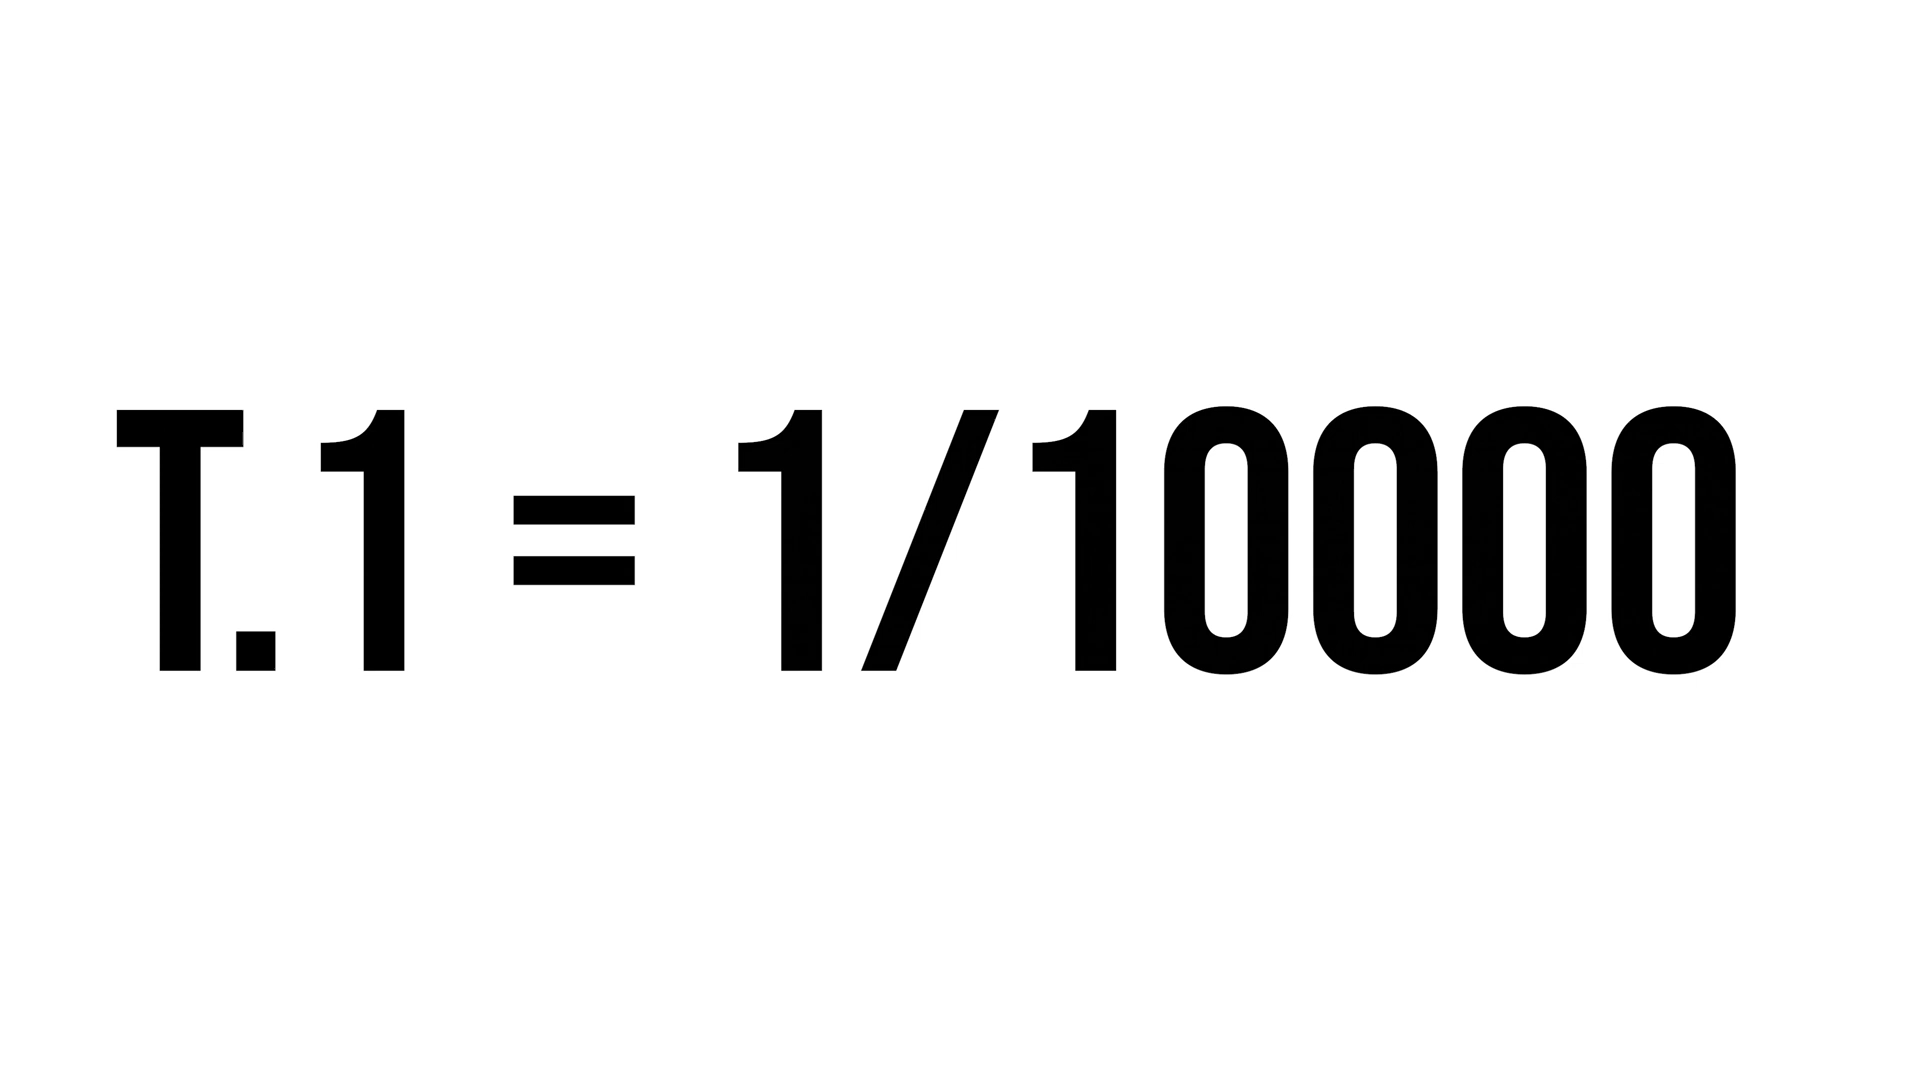 T.1 = 1/10000